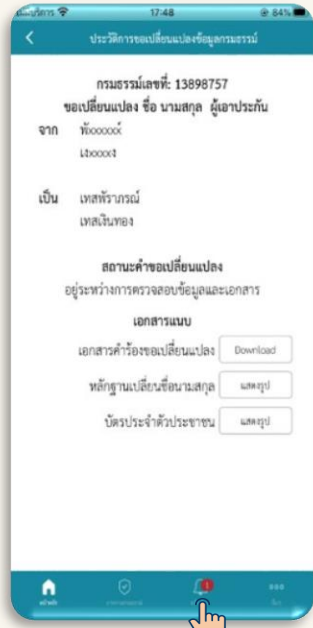 17:48
84%
ประวัติการขอเปลี่ยนแปลงข้อมูลกรมธรรม์
กรมธรรม์เลขที่: 13898757
ขอเปลี่ยนแปลง ชื่อ นามสกุล ผู้เอาประกัน
จาก
เป็น เทสพัราภรณ์
เทสเงินทอง
สถานะคำขอเปลี่ยนแปลง
อยู่ระหว่างการตรวจสอบข้อมูลและเอกสาร
เอกสารแนบ
เอกสารคำร้องขอเปลี่ยนแปลง Download
หลักฐานเปลี่ยนชื่อนามสกุล แสดงรูป
บัตรประจำตัวประชาชน แสดงรูป
1
หน้าหลัก